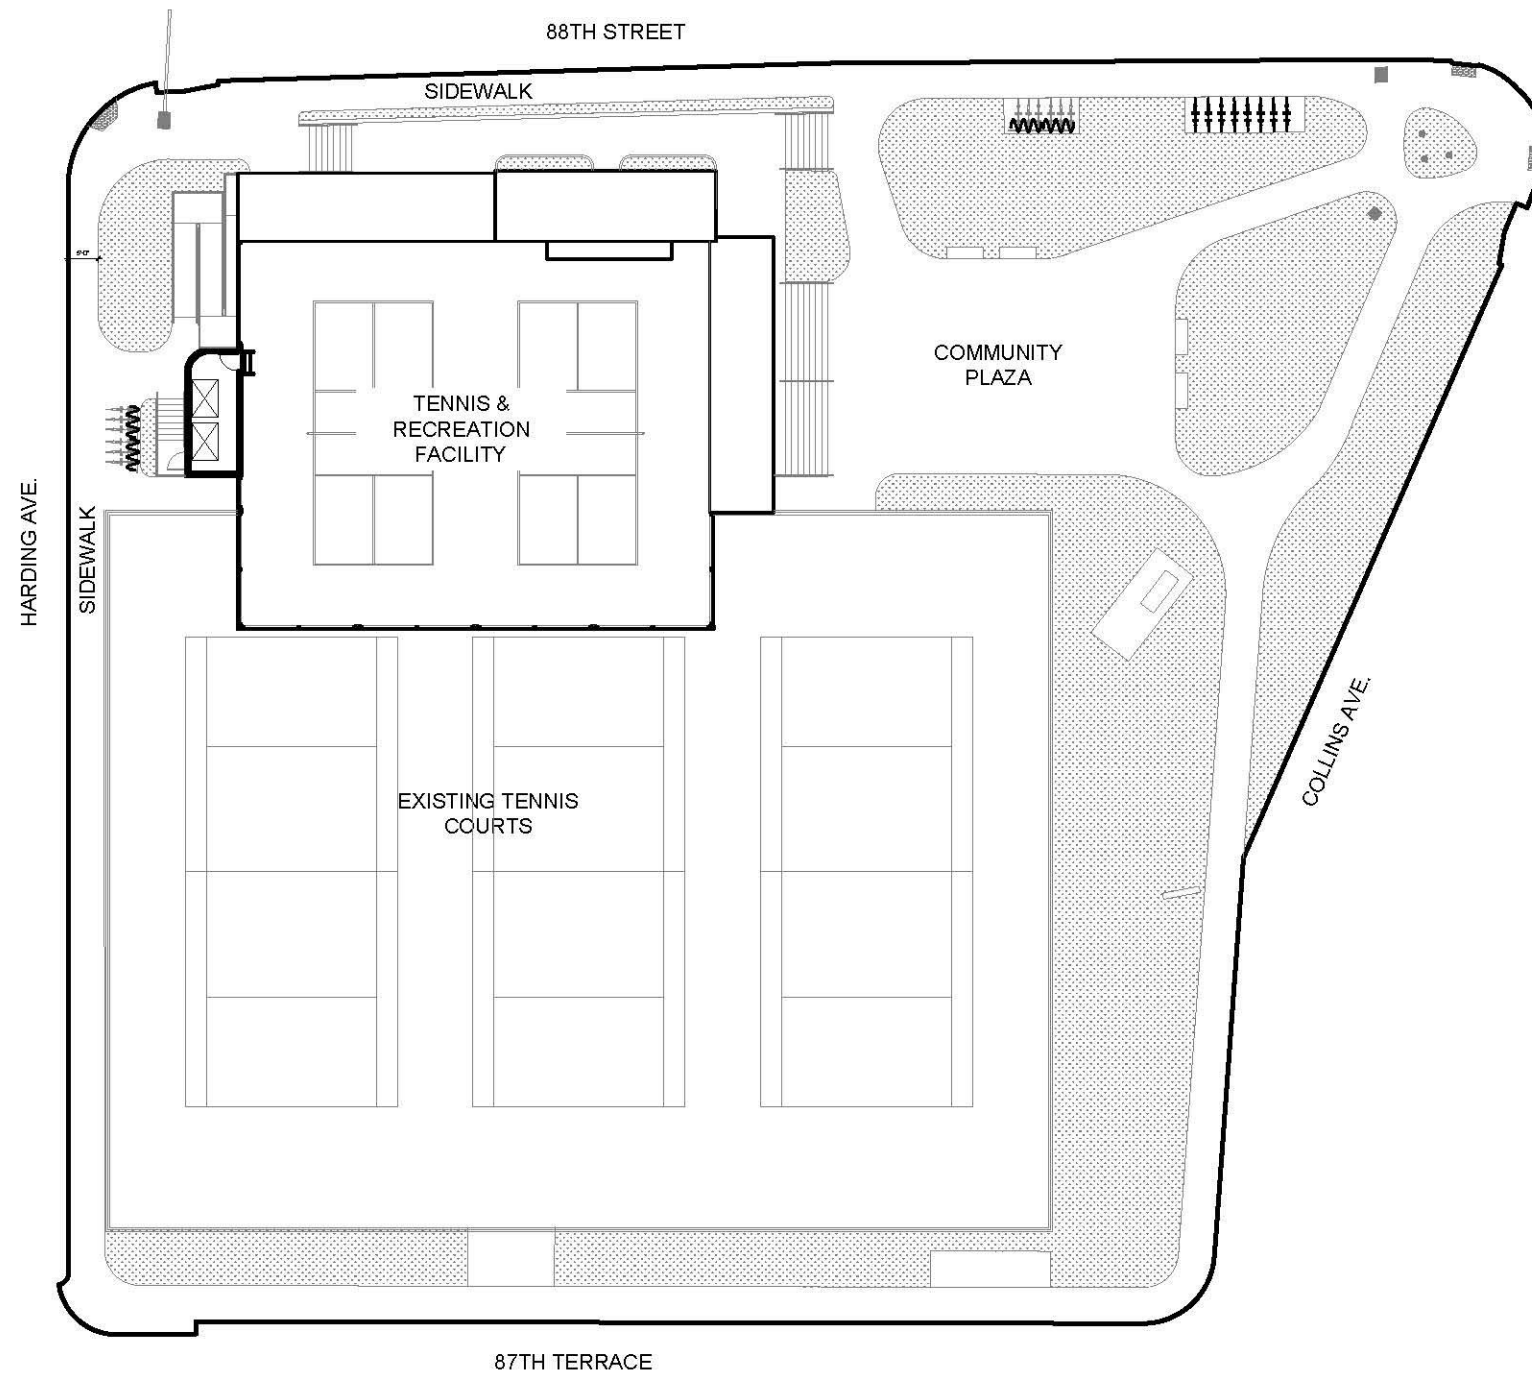 88TH STREET
SIDEWALK
COMMUNITY
PLAZA
TENNIS &
RECREATION
FACILITY
HARDING AVE.
SIDEWALK
COLLINS AVE.
EXISTING TENNIS
COURTS
87TH TERRACE